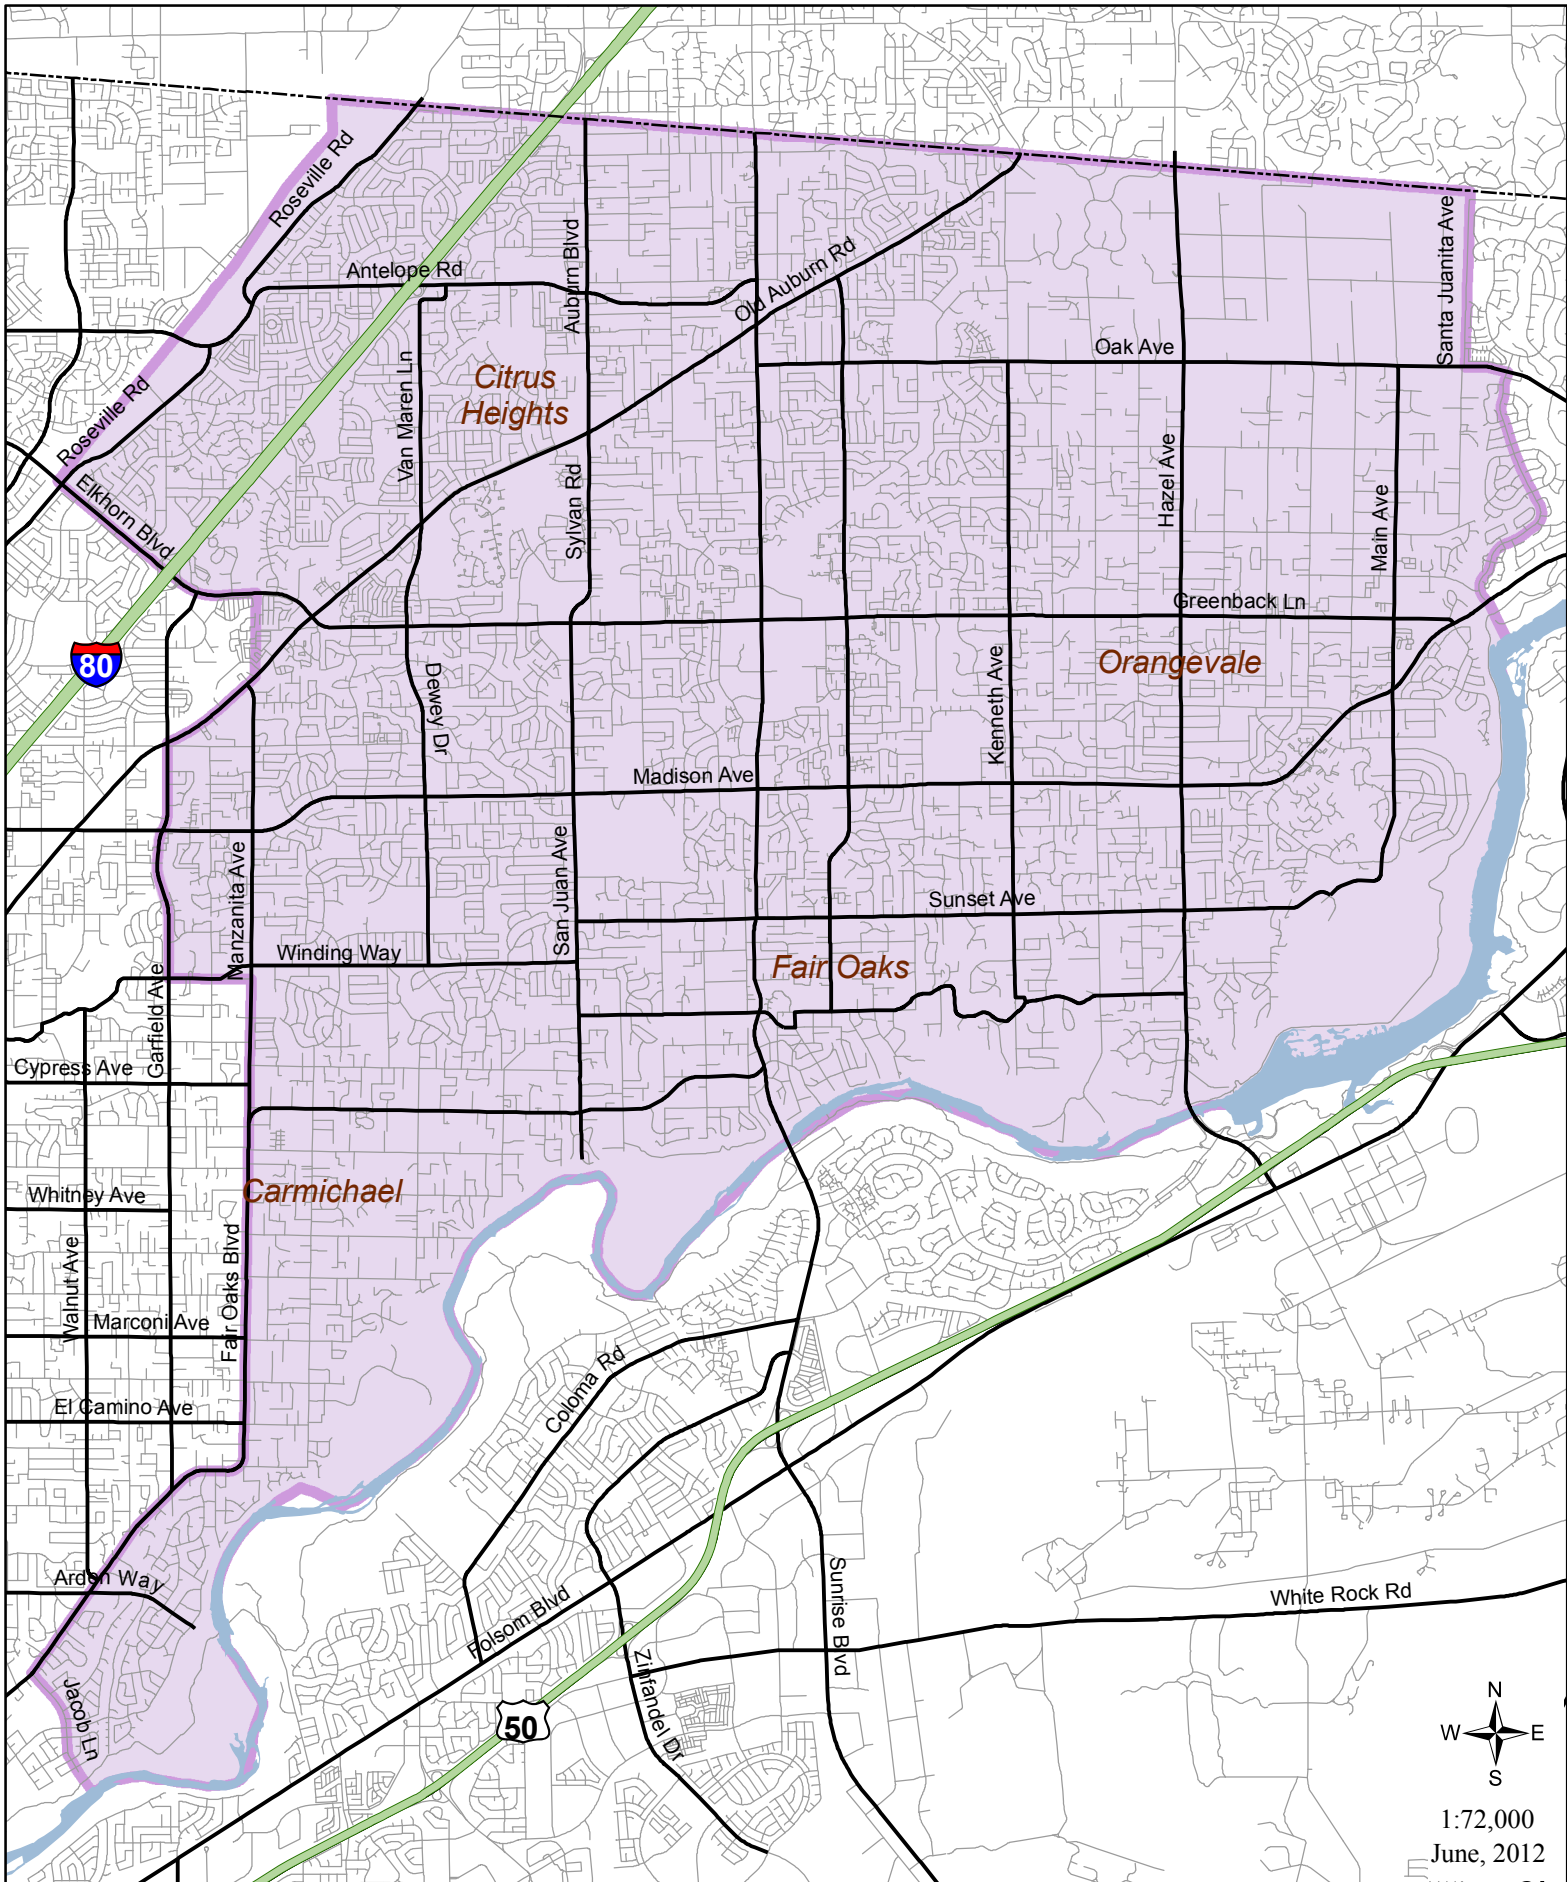 Roseville Rd
Antelope Rd
Auburn Blvd
Old Auburn Rd
Santa Juanita Ave
Oak Ave
Van Maren Ln
Citrus
Heights
Roseville Rd
Elkhorn Blvd
Sylvan Rd
Hazel Ave
Main Ave
Greenback Ln
80
Dewey Dr
Kenneth Ave
Orangevale
Madison Ave
Manzanita Ave
San Juan Ave
Sunset Ave
Winding Way
Fair Oaks
Garfield Ave
Cypress Ave
Whitney Ave
Carmichael
Walnut Ave
Fair Oaks Blvd
Marconi Ave
Coloma Rd
El Camino Ave
Arden Way
Folsom Blvd
Sunrise Blvd
White Rock Rd
Jacob Ln
Zinfandel Dr
50
N
W E
S
1:72,000
June, 2012